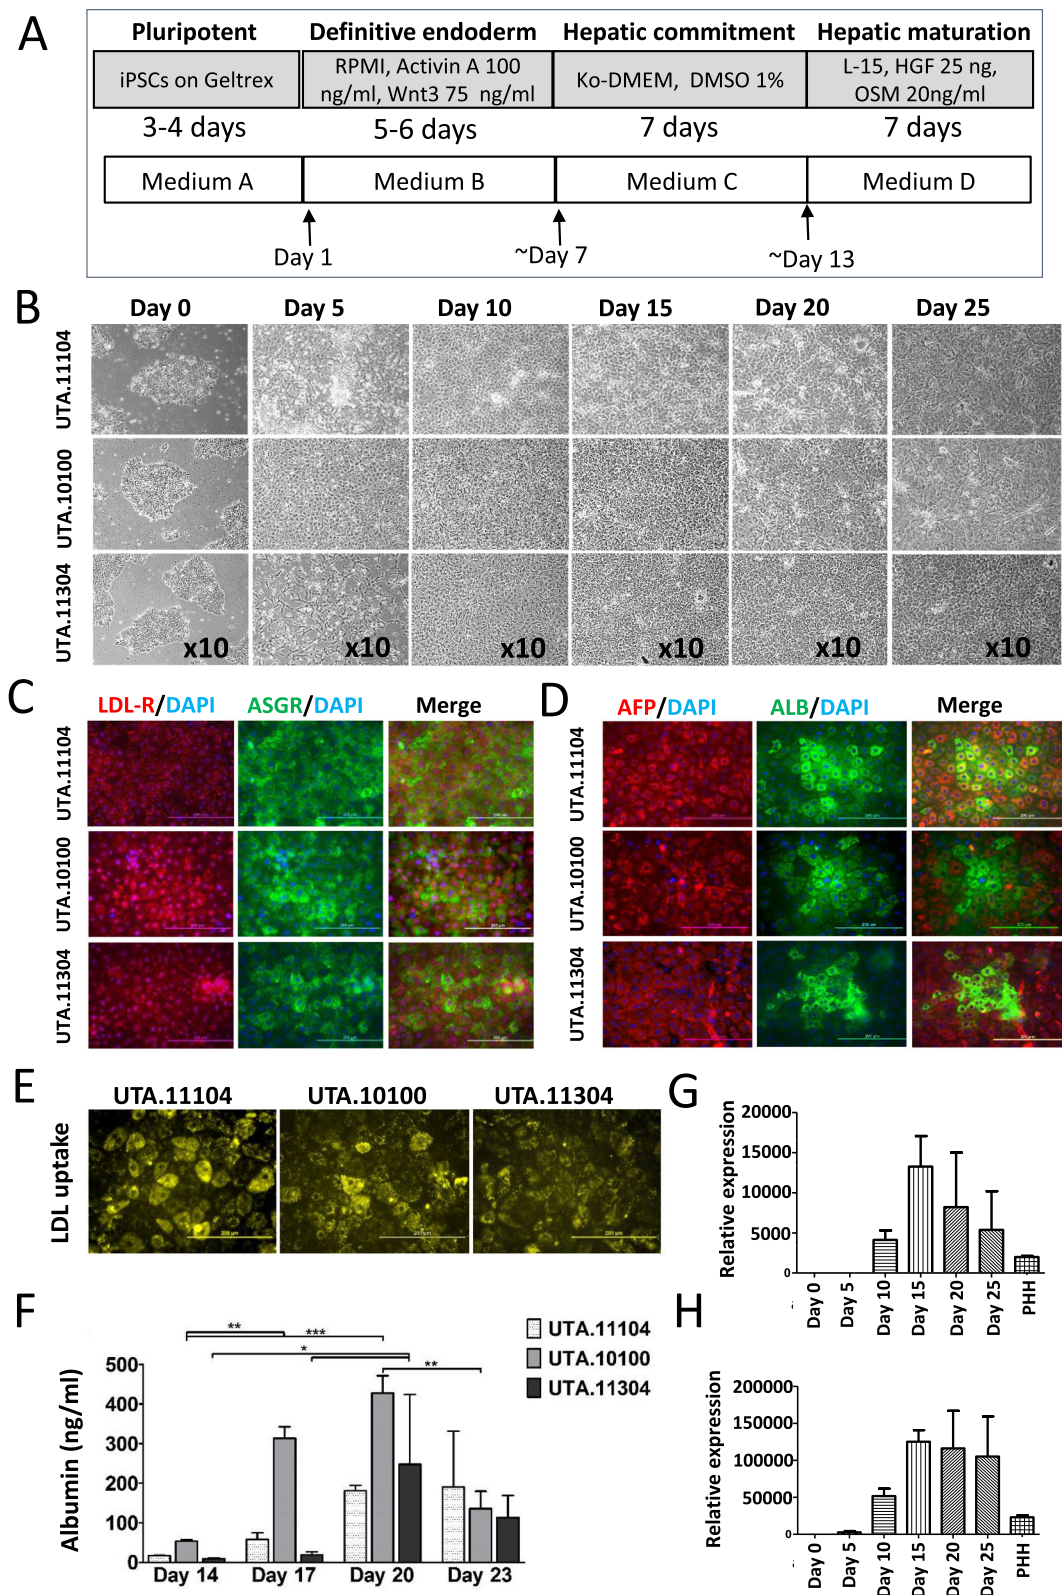 A
Pluripotent Definitive endoderm Hepatic commitment Hepatic maturation
iPSCs on Geltrex
RPMI, Activin A 100
ng/ml, Wnt3 75 ng/ml
Ko-DMEM, DMSO 1%
L-15, HGF 25 ng,
OSM 20ng/ml
3-4 days 5-6 days 7 days 7 days
Medium A Medium B Medium C Medium D
Day 1 ~Day 7 ~Day 13
B
Day 0 Day 5 Day 10 Day 15 Day 20 Day 25
UTA.11104
UTA.10100
UTA.11304
x10 x10 x10 x10 x10 x10
C
LDL-R/DAPI ASGR/DAPI Merge
UTA.11104
UTA.10100
UTA.11304
D
AFP/DAPI ALB/DAPI Merge
UTA.11104
UTA.10100
UTA.11304
E
UTA.11104 UTA.10100 UTA.11304
LDL uptake
200 µm 200 µm 200 µm
F
** 
***
*
**
UTA.11104
UTA.10100
UTA.11304
Albumin (ng/ml)
500
400
300
200
100
0
Day 14 Day 17 Day 20 Day 23
G
Relative expression
20000
15000
10000
5000
0
Day 0 Day 5 Day 10 Day 15 Day 20 Day 25 PHH
H
Relative expression
200000
150000
100000
50000
0
Day 0 Day 5 Day 10 Day 15 Day 20 Day 25 PHH